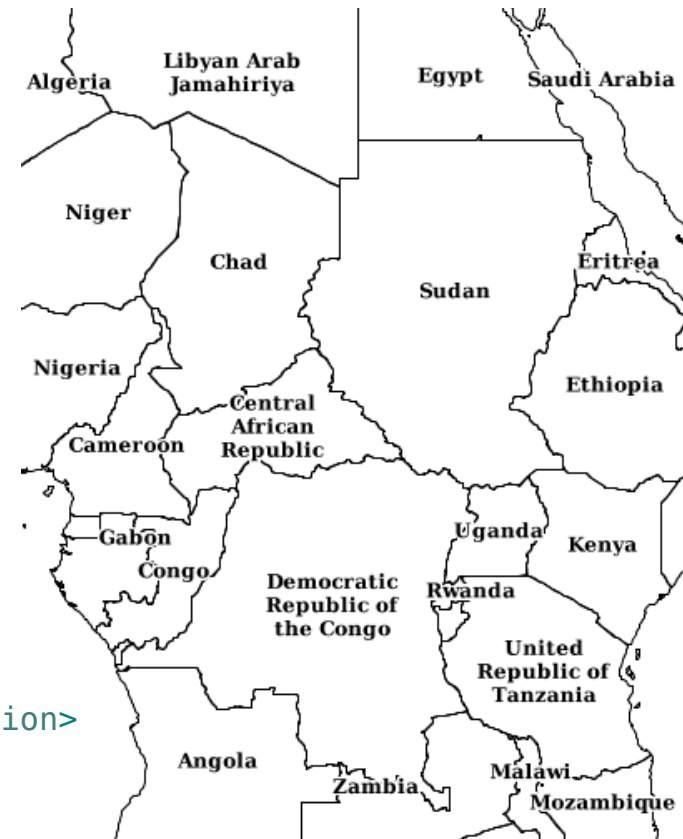 Libyan Arab
Jamahiriya
Algeria
Egypt
Saudi Arabia
Niger
Chad
Sudan
Eritrea
Nigeria
Ethiopia
Central
African
Republic
Cameroon
Gabon
Uganda
Kenya
Congo
Democratic
Republic of
the Congo
Rwanda
United
Republic of
Tanzania
ion>
Angola
Zambia
Malawi
Mozambique